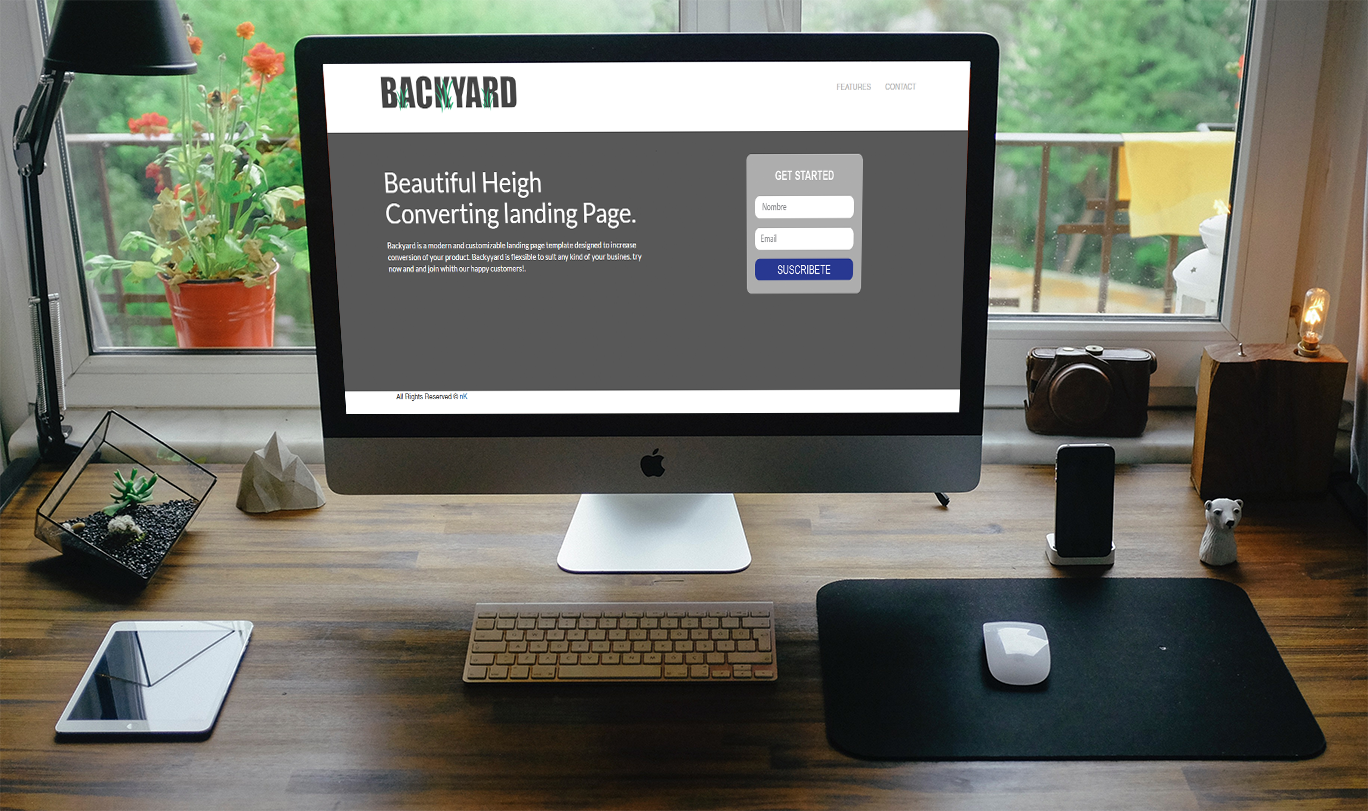 BACKYARD
FEATURES CONTACT
Beautiful Heigh
Converting landing Page.
Backyard is a modern and customizable landing page template designed to increase
conversion of your product. Backyyard is flexsible to suit any kind of your busines. try
now and and join whith our happy customers!.
GET STARTED
Nombre
Email
SUSCRIBETE
All Rights Reserved © nK